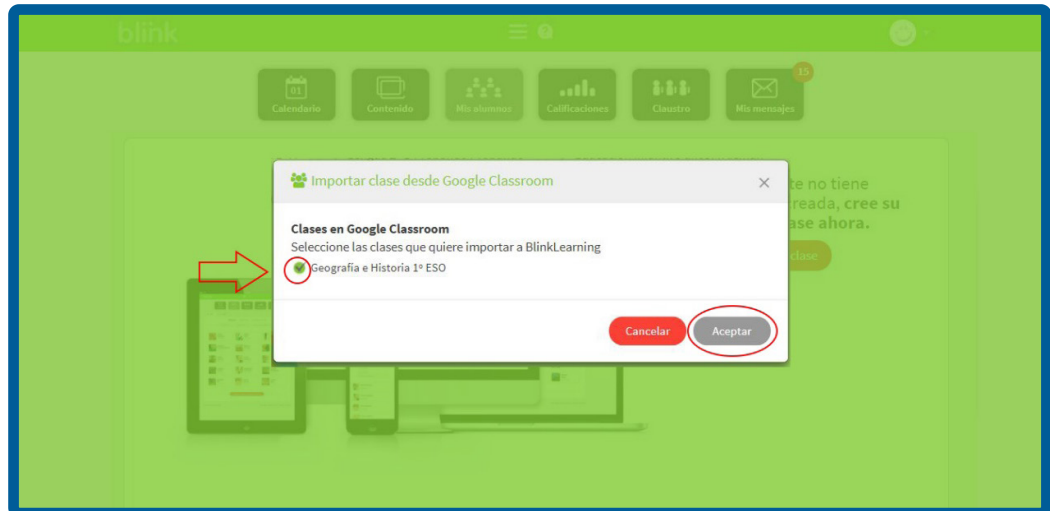 blink
15
01
Calendario
Contenido
Mis alumnos
Calificaciones
Claustro
Mis mensajes
Importar clase desde Google Classroom
te no tiene
reada, cree su
ase ahora.
clase
Clases en Google Classroom
Seleccione las clases que quiere importar a BlinkLearning
Geografía e Historia 1º ESO
Cancelar
Aceptar